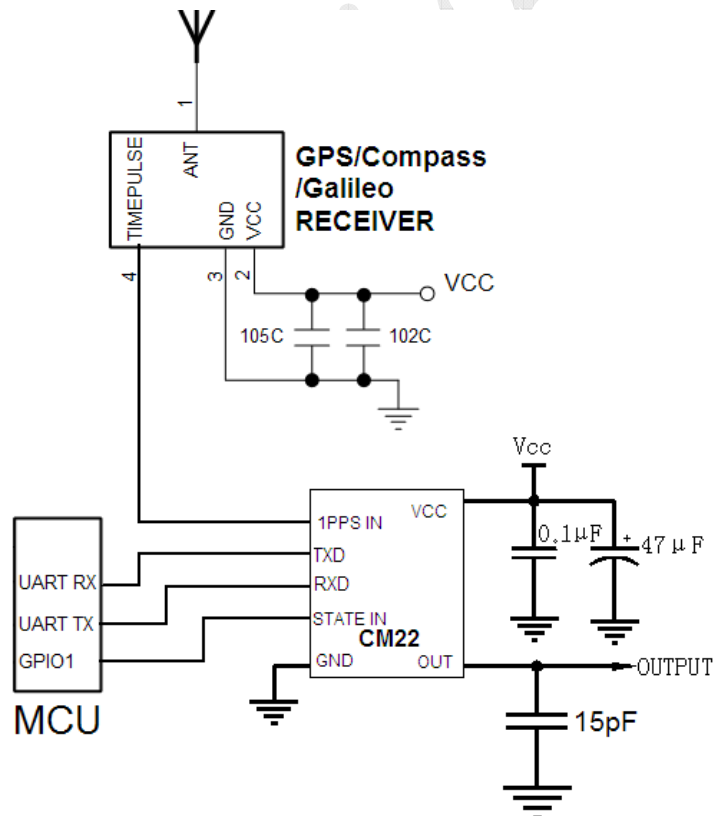 1
TIMEPULSE
ANT
GND
VCC
GPS/Compass
/Galileo
RECEIVER
4
3
2
VCC
105C
102C
Vcc
0.1μF
+
47μF
1PPS IN
VCC
TXD
RXD
STATE IN
CM22
GND
OUT
UART RX
UART TX
GPIO1
MCU
OUTPUT
15pF